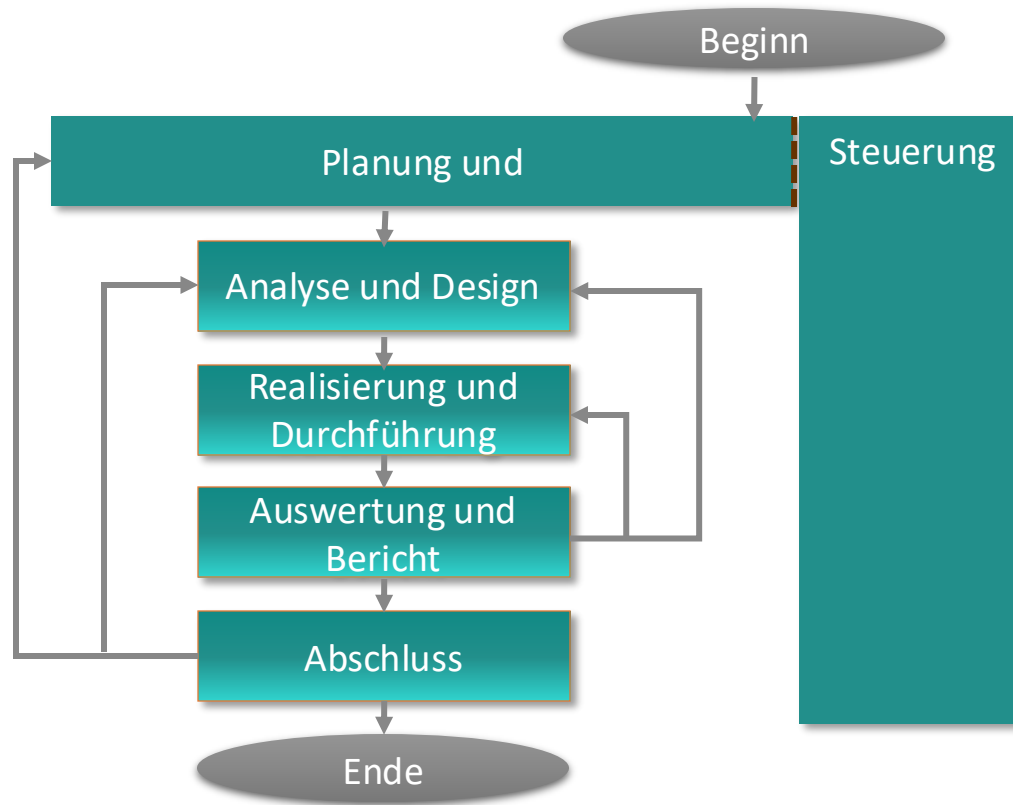 Beginn
Planung und
Steuerung
Analyse und Design
Realisierung und
Durchführung
Auswertung und
Bericht
Abschluss
Ende